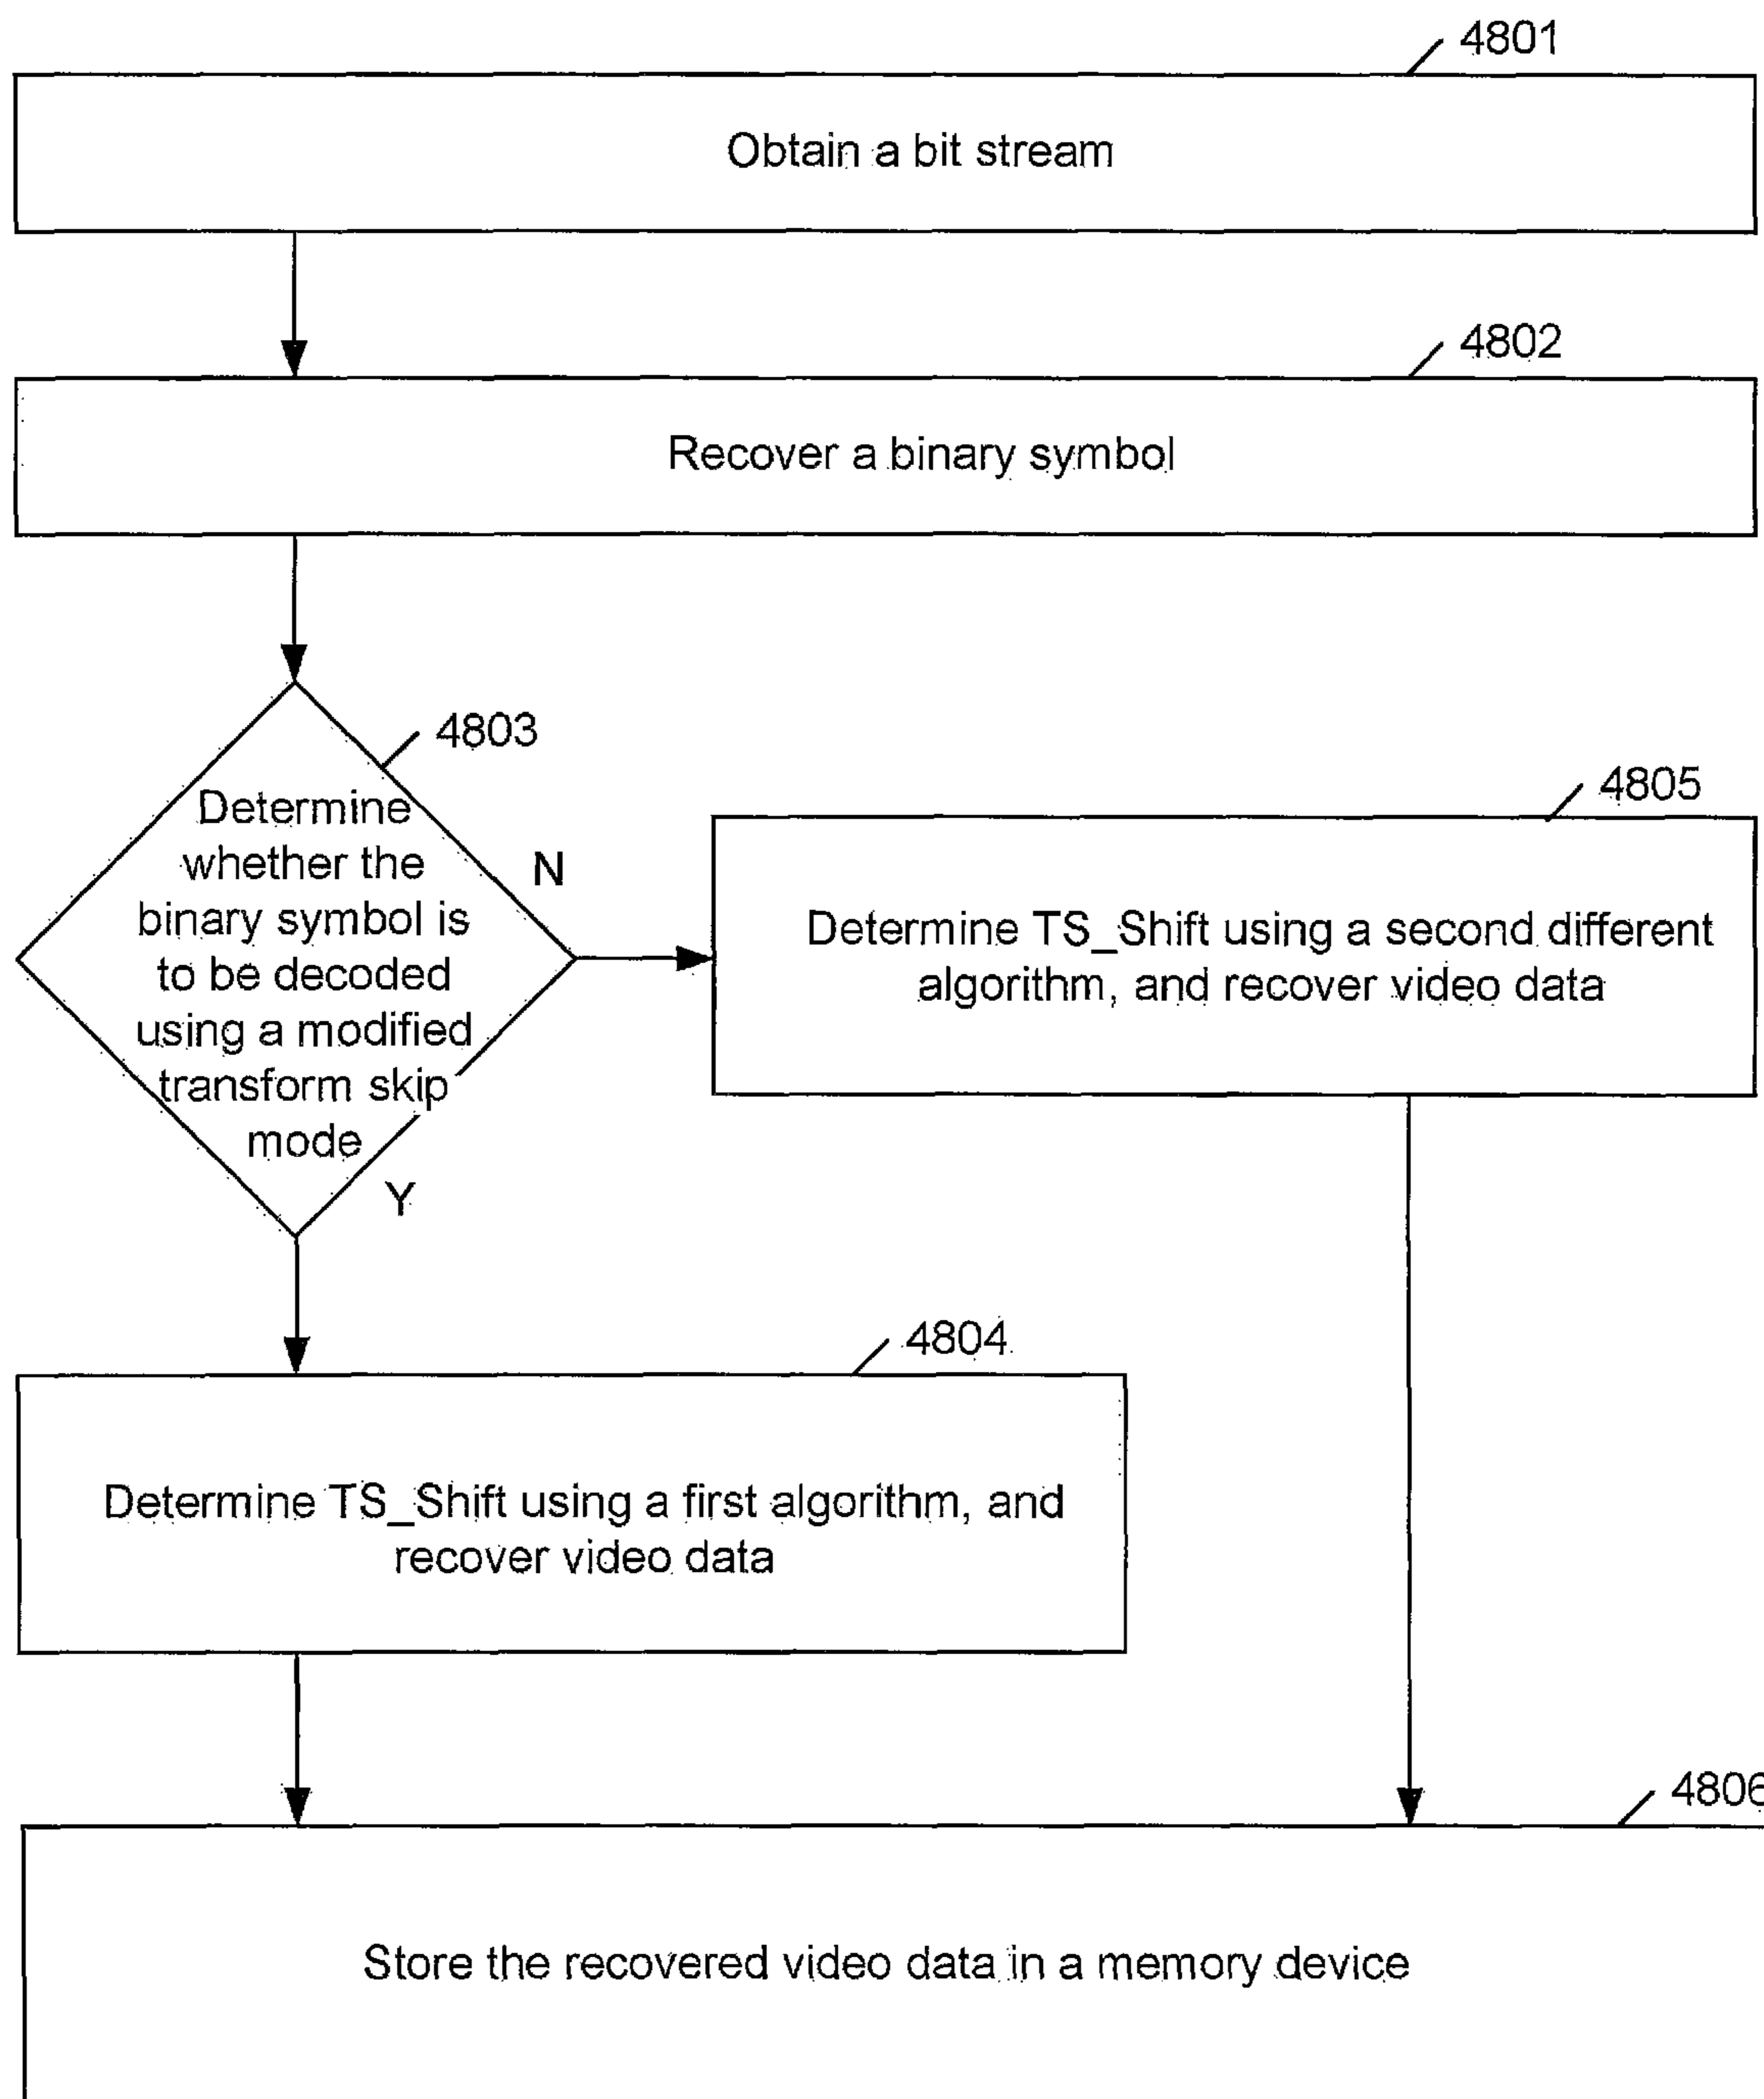 4801
Obtain a bit stream
4802
Recover a binary symbol
4803
Determine
whether the
binary symbol is
to be decoded
using a modified
transform skip
mode
N
Y
4805
Determine TS_Shift using a second different
algorithm, and recover video data
4804
Determine TS_Shift using a first algorithm, and
recover video data
4806
Store the recovered video data in a memory device